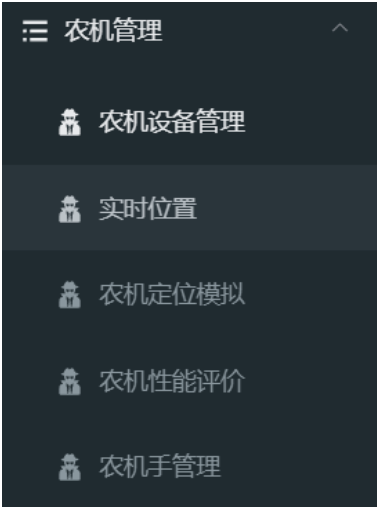 农机管理
农机设备管理
实时位置
农机定位模拟
农机性能评价
农机手管理